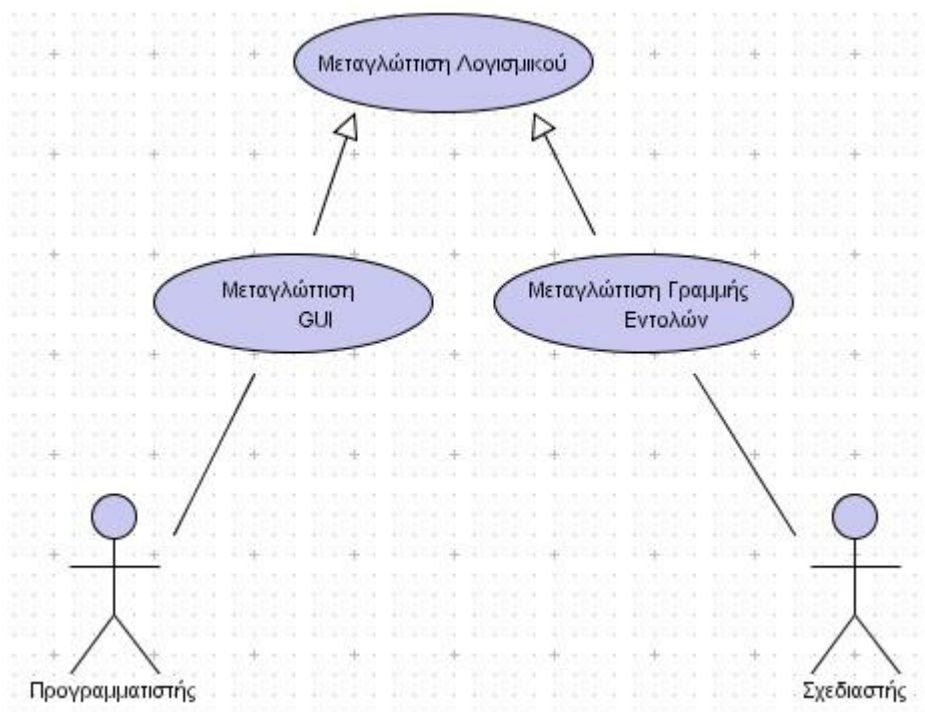 Μεταγλώττιση Λογισμικού
Μεταγλώττιση
GUI
Μεταγλώττιση Γραμμής
Εντολών
Προγραμματιστής
Σχεδιαστής